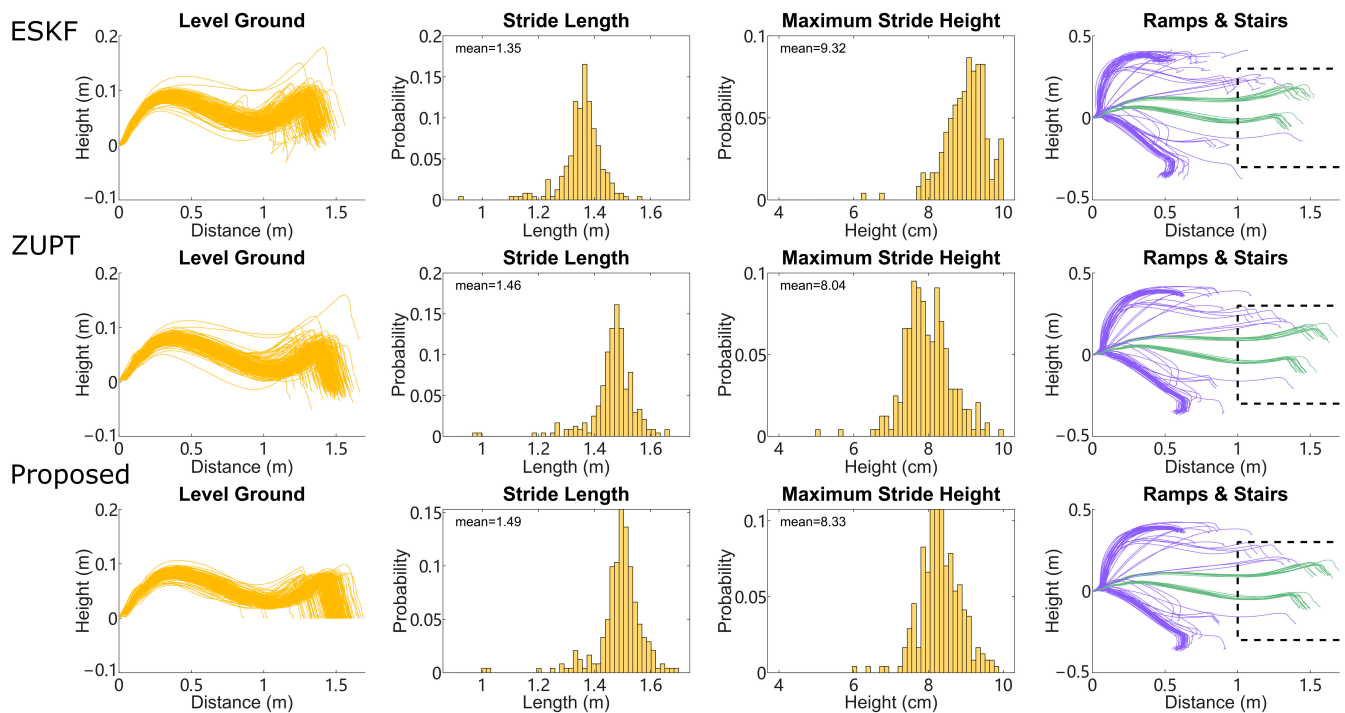 ESKF
Level Ground
Stride Length
Maximum Stride Height
Ramps & Stairs
0.2
0.1
0
−0.1
Height (m)
0 0.5 1 1.5
Distance (m)
0.2
0.15
0.1
0.05
0
Probability
mean=1.35
1 1.2 1.4 1.6
Length (m)
0.1
0.05
0
Probability
mean=9.32
4 6 8 10
Height (cm)
0.5
0
−0.5
Height (m)
0 0.5 1 1.5
Distance (m)
ZUPT
Level Ground
Stride Length
Maximum Stride Height
Ramps & Stairs
0.2
0.1
0
−0.1
Height (m)
0 0.5 1 1.5
Distance (m)
0.2
0.15
0.1
0.05
0
Probability
mean=1.46
1 1.2 1.4 1.6
Length (m)
0.1
0.05
0
Probability
mean=8.04
4 6 8 10
Height (cm)
0.5
0
−0.5
Height (m)
0 0.5 1 1.5
Distance (m)
Proposed
Level Ground
Stride Length
Maximum Stride Height
Ramps & Stairs
0.2
0.1
0
−0.1
Height (m)
0 0.5 1 1.5
Distance (m)
0.15
0.1
0.05
0
Probability
mean=1.49
1 1.2 1.4 1.6
Length (m)
0.1
0.05
0
Probability
mean=8.33
4 6 8 10
Height (cm)
0.5
0
−0.5
Height (m)
0 0.5 1 1.5
Distance (m)